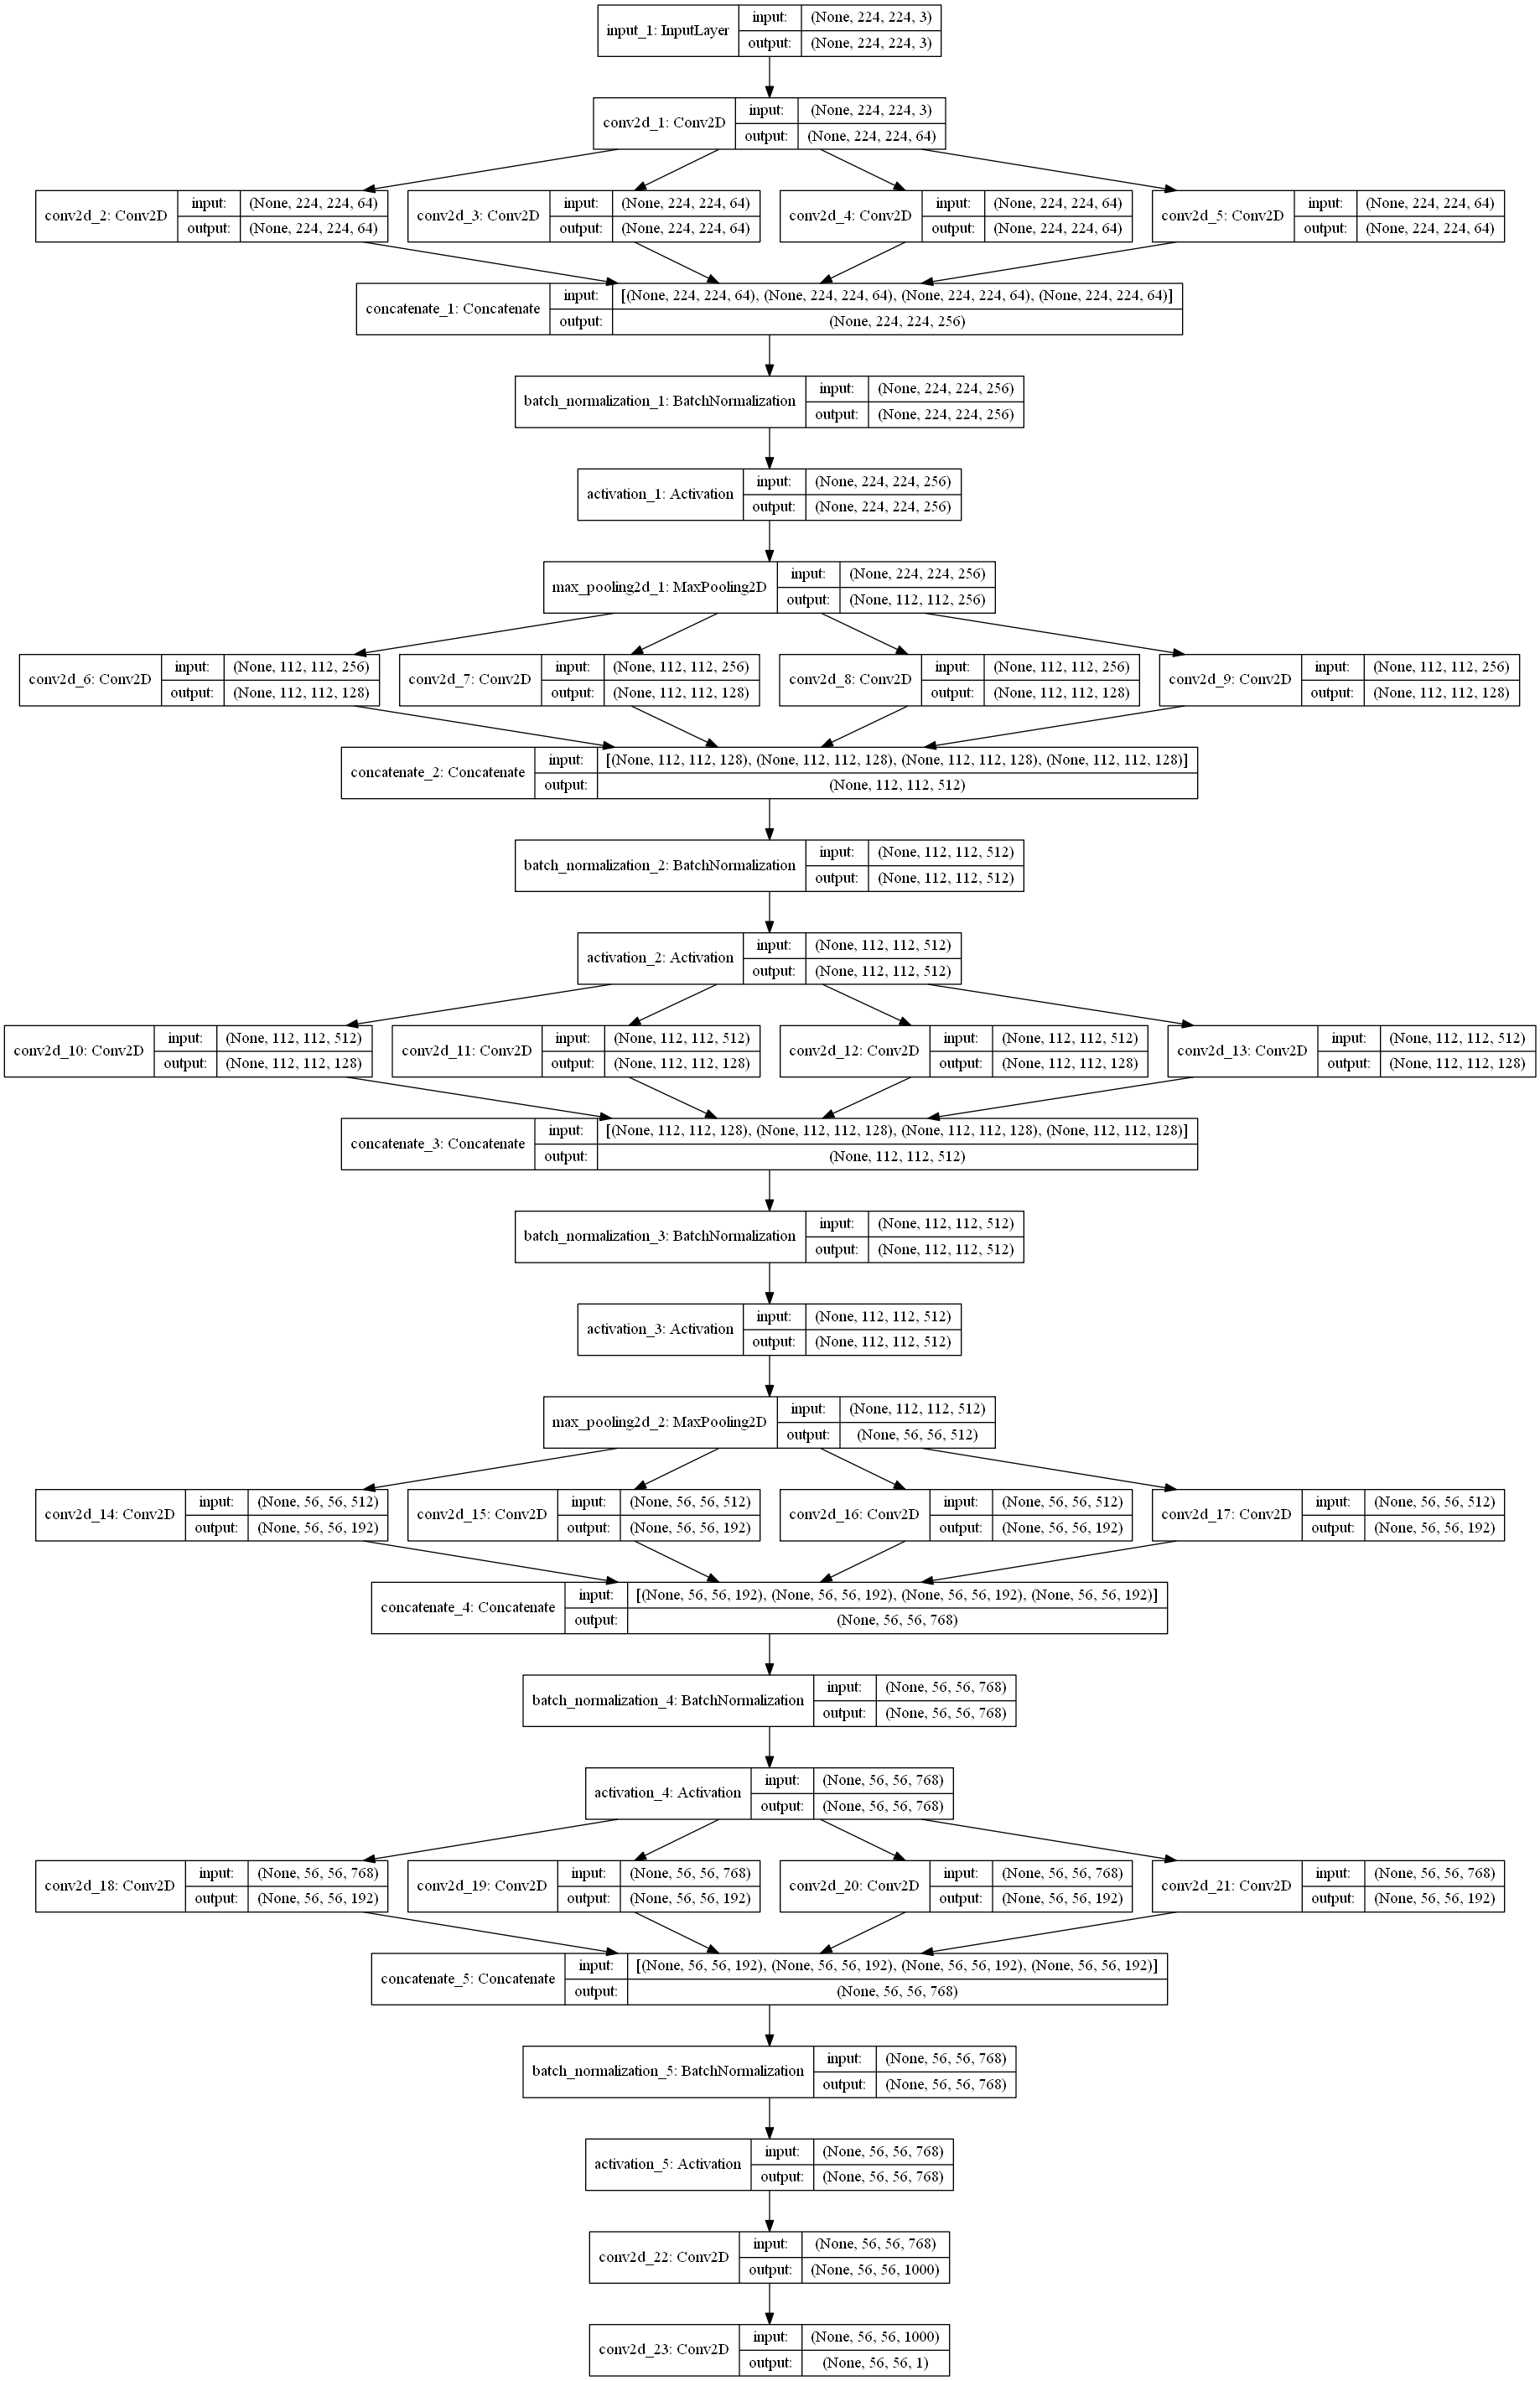 input_1: InputLayer
input: (None, 224, 224, 3)
output: (None, 224, 224, 3)
conv2d_1: Conv2D
input: (None, 224, 224, 3)
output: (None, 224, 224, 64)
conv2d_2: Conv2D
input: (None, 224, 224, 64)
output: (None, 224, 224, 64)
conv2d_3: Conv2D
input: (None, 224, 224, 64)
output: (None, 224, 224, 64)
conv2d_4: Conv2D
input: (None, 224, 224, 64)
output: (None, 224, 224, 64)
conv2d_5: Conv2D
input: (None, 224, 224, 64)
output: (None, 224, 224, 64)
concatenate_1: Concatenate
input: [(None, 224, 224, 64), (None, 224, 224, 64), (None, 224, 224, 64), (None, 224, 224, 64)]
output: (None, 224, 224, 256)
batch_normalization_1: BatchNormalization
input: (None, 224, 224, 256)
output: (None, 224, 224, 256)
activation_1: Activation
input: (None, 224, 224, 256)
output: (None, 224, 224, 256)
max_pooling2d_1: MaxPooling2D
input: (None, 224, 224, 256)
output: (None, 112, 112, 256)
conv2d_6: Conv2D
input: (None, 112, 112, 256)
output: (None, 112, 112, 128)
conv2d_7: Conv2D
input: (None, 112, 112, 256)
output: (None, 112, 112, 128)
conv2d_8: Conv2D
input: (None, 112, 112, 256)
output: (None, 112, 112, 128)
conv2d_9: Conv2D
input: (None, 112, 112, 256)
output: (None, 112, 112, 128)
concatenate_2: Concatenate
input: [(None, 112, 112, 128), (None, 112, 112, 128), (None, 112, 112, 128), (None, 112, 112, 128)]
output: (None, 112, 112, 512)
batch_normalization_2: BatchNormalization
input: (None, 112, 112, 512)
output: (None, 112, 112, 512)
activation_2: Activation
input: (None, 112, 112, 512)
output: (None, 112, 112, 512)
conv2d_10: Conv2D
input: (None, 112, 112, 512)
output: (None, 112, 112, 128)
conv2d_11: Conv2D
input: (None, 112, 112, 512)
output: (None, 112, 112, 128)
conv2d_12: Conv2D
input: (None, 112, 112, 512)
output: (None, 112, 112, 128)
conv2d_13: Conv2D
input: (None, 112, 112, 512)
output: (None, 112, 112, 128)
concatenate_3: Concatenate
input: [(None, 112, 112, 128), (None, 112, 112, 128), (None, 112, 112, 128), (None, 112, 112, 128)]
output: (None, 112, 112, 512)
batch_normalization_3: BatchNormalization
input: (None, 112, 112, 512)
output: (None, 112, 112, 512)
activation_3: Activation
input: (None, 112, 112, 512)
output: (None, 112, 112, 512)
max_pooling2d_2: MaxPooling2D
input: (None, 112, 112, 512)
output: (None, 56, 56, 512)
conv2d_14: Conv2D
input: (None, 56, 56, 512)
output: (None, 56, 56, 192)
conv2d_15: Conv2D
input: (None, 56, 56, 512)
output: (None, 56, 56, 192)
conv2d_16: Conv2D
input: (None, 56, 56, 512)
output: (None, 56, 56, 192)
conv2d_17: Conv2D
input: (None, 56, 56, 512)
output: (None, 56, 56, 192)
concatenate_4: Concatenate
input: [(None, 56, 56, 192), (None, 56, 56, 192), (None, 56, 56, 192), (None, 56, 56, 192)]
output: (None, 56, 56, 768)
batch_normalization_4: BatchNormalization
input: (None, 56, 56, 768)
output: (None, 56, 56, 768)
activation_4: Activation
input: (None, 56, 56, 768)
output: (None, 56, 56, 768)
conv2d_18: Conv2D
input: (None, 56, 56, 768)
output: (None, 56, 56, 192)
conv2d_19: Conv2D
input: (None, 56, 56, 768)
output: (None, 56, 56, 192)
conv2d_20: Conv2D
input: (None, 56, 56, 768)
output: (None, 56, 56, 192)
conv2d_21: Conv2D
input: (None, 56, 56, 768)
output: (None, 56, 56, 192)
concatenate_5: Concatenate
input: [(None, 56, 56, 192), (None, 56, 56, 192), (None, 56, 56, 192), (None, 56, 56, 192)]
output: (None, 56, 56, 768)
batch_normalization_5: BatchNormalization
input: (None, 56, 56, 768)
output: (None, 56, 56, 768)
activation_5: Activation
input: (None, 56, 56, 768)
output: (None, 56, 56, 768)
conv2d_22: Conv2D
input: (None, 56, 56, 768)
output: (None, 56, 56, 1000)
conv2d_23: Conv2D
input: (None, 56, 56, 1000)
output: (None, 56, 56, 1)